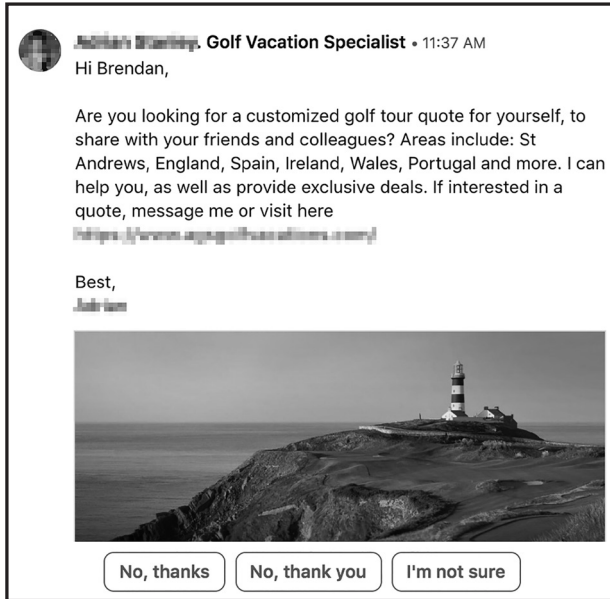 Golf Vacation Specialist • 11:37 AM
Hi Brendan,
Are you looking for a customized golf tour quote for yourself, to
share with your friends and colleagues? Areas include: St
Andrews, England, Spain, Ireland, Wales, Portugal and more. I can
help you, as well as provide exclusive deals. If interested in a
quote, message me or visit here
Best,
No, thanks
No, thank you
I'm not sure